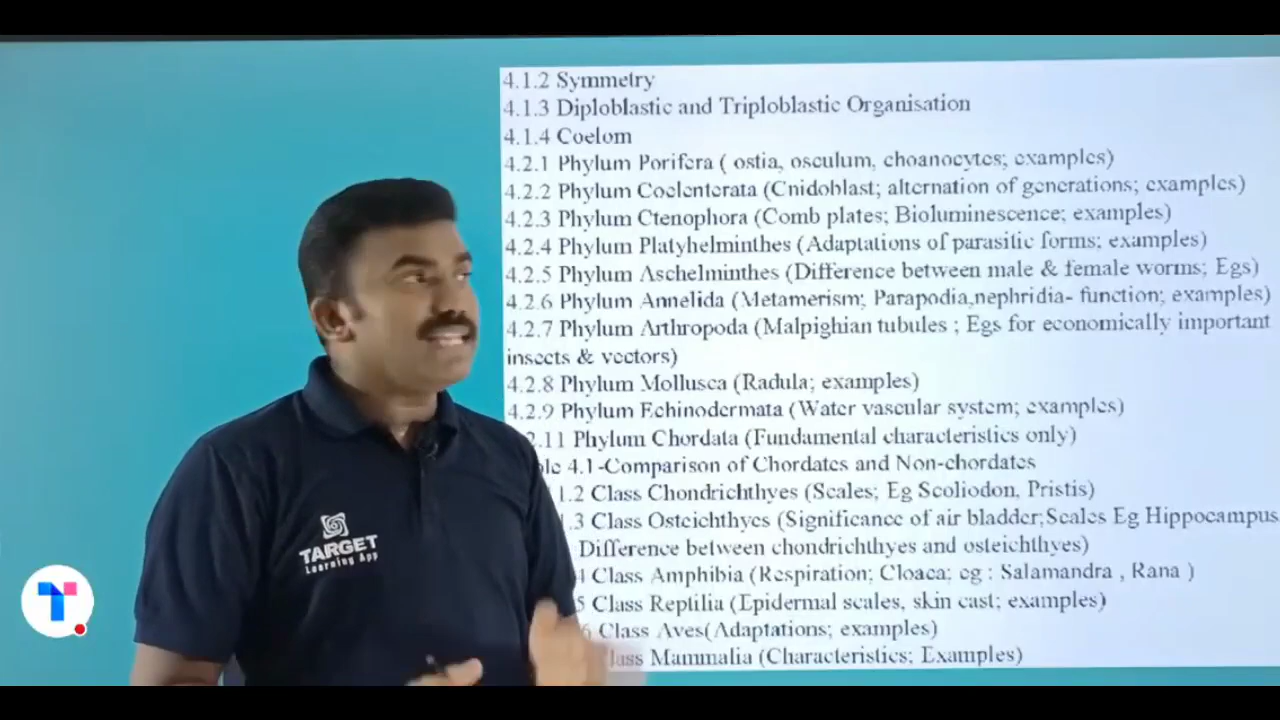 4.1.2 Symmetry
4.1.3 Diploblastic and Triploblastic Organisation
4.1.4 Coelom
4.2.1 Phylum Porifera ( ostia, osculum, choanocytes; examples)
4.2.2 Phylum Coelenterata (Cnidoblast; alternation of generations; examples)
4.2.3 Phylum Ctenophora (Comb plates; Bioluminescence; examples)
4.2.4 Phylum Platyhelminthes (Adaptations of parasitic forms; examples)
4.2.5 Phylum Aschelminthes (Difference between male & female worms; Egs)
4.2.6 Phylum Annelida (Metamerism; Parapodia,nephridia- function; examples)
4.2.7 Phylum Arthropoda (Malpighian tubules ; Egs for economically important
insects & vectors)
4.2.8 Phylum Mollusca (Radula; examples)
4.2.9 Phylum Echinodermata (Water vascular system; examples)
2.11 Phylum Chordata (Fundamental characteristics only)
4.1-Comparison of Chordates and Non-chordates
1.2 Class Chondrichthyes (Scales; Eg Scoliodon, Pristis)
1.3 Class Osteichthyes (Significance of air bladder;Scales Eg Hippocampus
Difference between chondrichthyes and osteichthyes)
4 Class Amphibia (Respiration; Cloaca; eg : Salamandra , Rana )
5 Class Reptilia (Epidermal scales, skin cast; examples)
6 Class Aves(Adaptations; examples)
Mammalia (Characteristics; Examples)
TARGET
Learning App
T